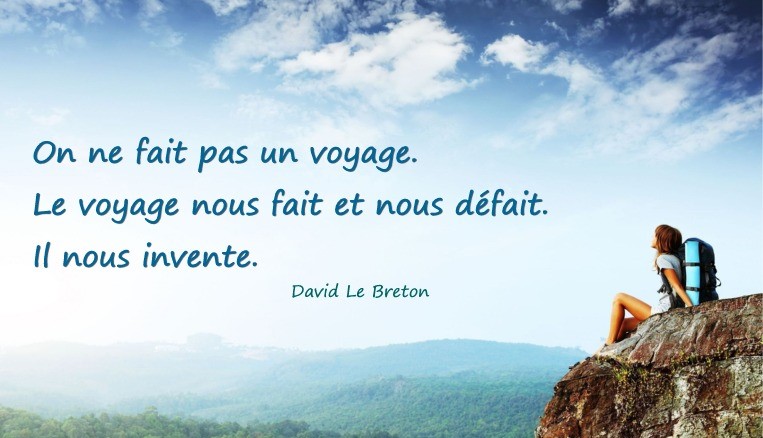 On ne fait pas un voyage.
Le voyage nous fait et nous défait.
Il nous invente.
David Le Breton